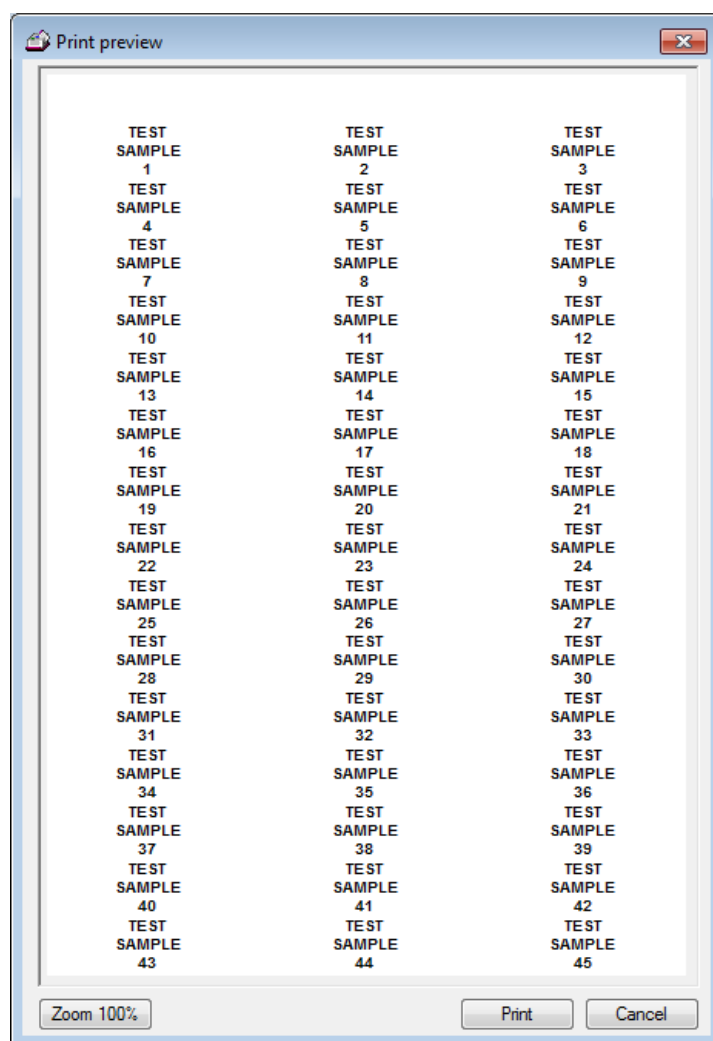 Print preview
TEST TEST TEST
SAMPLE SAMPLE SAMPLE
1 2 3
TEST TEST TEST
SAMPLE SAMPLE SAMPLE
4 5 6
TEST TEST TEST
SAMPLE SAMPLE SAMPLE
7 8 9
TEST TEST TEST
SAMPLE SAMPLE SAMPLE
10 11 12
TEST TEST TEST
SAMPLE SAMPLE SAMPLE
13 14 15
TEST TEST TEST
SAMPLE SAMPLE SAMPLE
16 17 18
TEST TEST TEST
SAMPLE SAMPLE SAMPLE
19 20 21
TEST TEST TEST
SAMPLE SAMPLE SAMPLE
22 23 24
TEST TEST TEST
SAMPLE SAMPLE SAMPLE
25 26 27
TEST TEST TEST
SAMPLE SAMPLE SAMPLE
28 29 30
TEST TEST TEST
SAMPLE SAMPLE SAMPLE
31 32 33
TEST TEST TEST
SAMPLE SAMPLE SAMPLE
34 35 36
TEST TEST TEST
SAMPLE SAMPLE SAMPLE
37 38 39
TEST TEST TEST
SAMPLE SAMPLE SAMPLE
40 41 42
TEST TEST TEST
SAMPLE SAMPLE SAMPLE
43 44 45
Zoom 100% Print Cancel